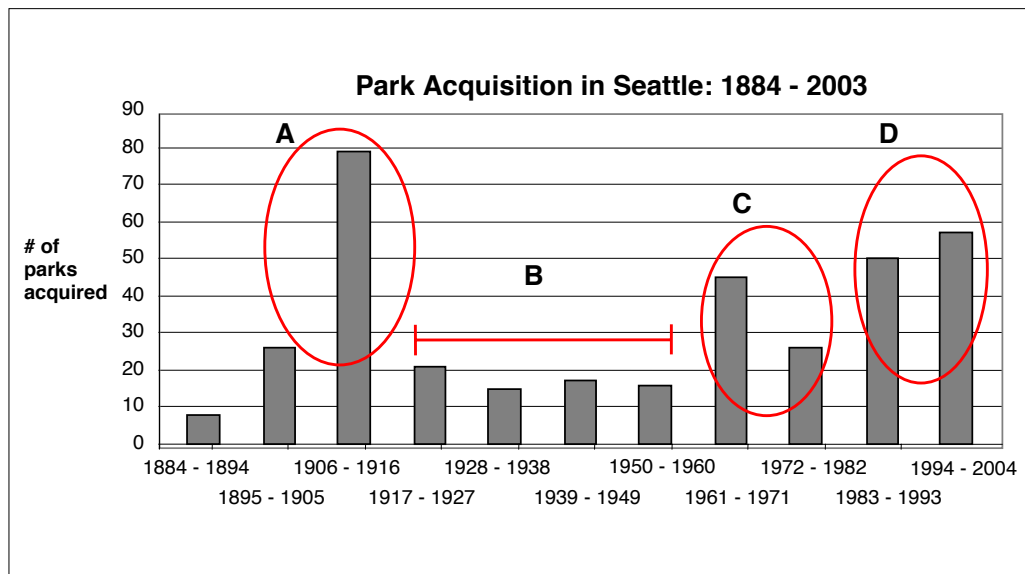 Park Acquisition in Seattle: 1884 - 2003
90
80
70
60
50
40
30
20
10
0
# of
parks
acquired
A
B
C
D
1884 - 1894
1895 - 1905
1906 - 1916
1917 - 1927
1928 - 1938
1939 - 1949
1950 - 1960
1961 - 1971
1972 - 1982
1983 - 1993
1994 - 2004